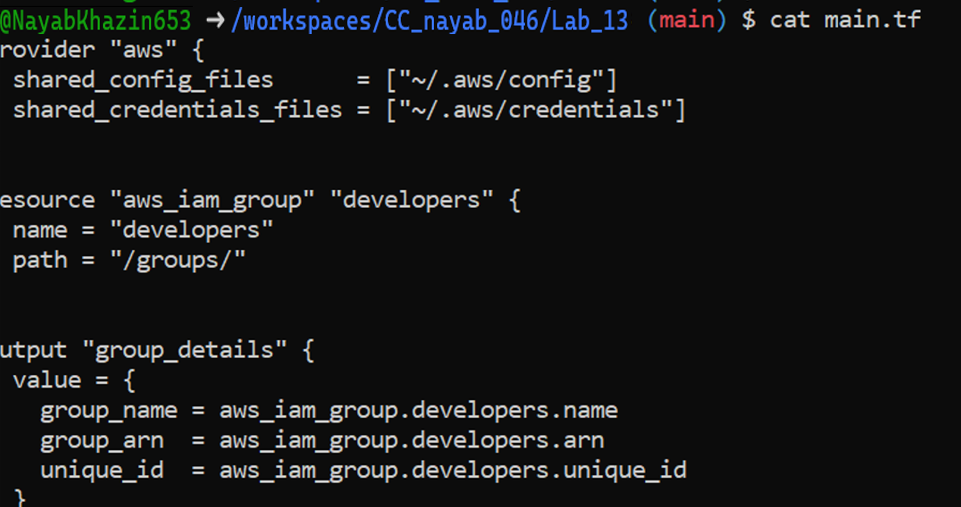 @NayabKhazin653 ➜ /workspaces/CC_nayab_046/Lab_13 (main) $ cat main.tf
rovider "aws" {
  shared_config_files      = ["~/.aws/config"]
  shared_credentials_files = ["~/.aws/credentials"]
esource "aws_iam_group" "developers" {
  name = "developers"
  path = "/groups/"
utput "group_details" {
  value = {
    group_name = aws_iam_group.developers.name
    group_arn  = aws_iam_group.developers.arn
    unique_id  = aws_iam_group.developers.unique_id
  }